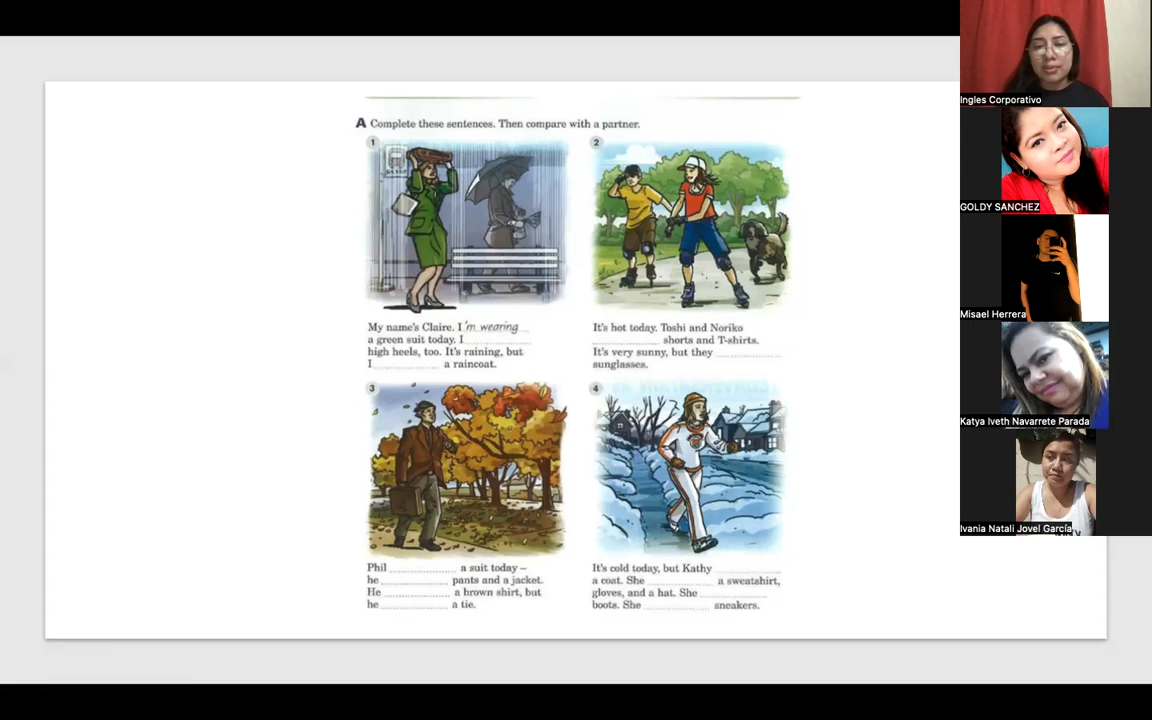 A Complete these sentences. Then compare with a partner.
1
My name's Claire. I 'm wearing
a green suit today. I
high heels, too. It's raining, but
I a raincoat.
2
It's hot today. Toshi and Noriko
shorts and T-shirts.
It's very sunny, but they
sunglasses.
3
Phil a suit today –
he pants and a jacket.
He a brown shirt, but
he a tie.
4
It's cold today, but Kathy
a coat. She a sweatshirt,
gloves, and a hat. She
boots. She sneakers.
Ingles Corporativo
GOLDY SANCHEZ
Misael Herrera
Katya Iveth Navarrete Parada
Ivania Natali Jovel García